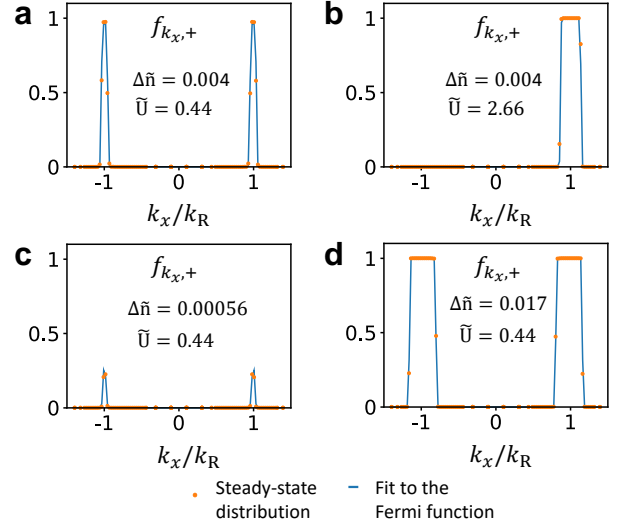 a
f_{k_x,+}
Δñ = 0.004
Ũ = 0.44
1
0.5
0
-1 0 1
k_x/k_R
b
f_{k_x,+}
Δñ = 0.004
Ũ = 2.66
1
0.5
0
-1 0 1
k_x/k_R
c
f_{k_x,+}
Δñ = 0.00056
Ũ = 0.44
1
0.5
0
-1 0 1
k_x/k_R
d
f_{k_x,+}
Δñ = 0.017
Ũ = 0.44
1
0.5
0
-1 0 1
k_x/k_R
Steady-state
distribution
Fit to the
Fermi function